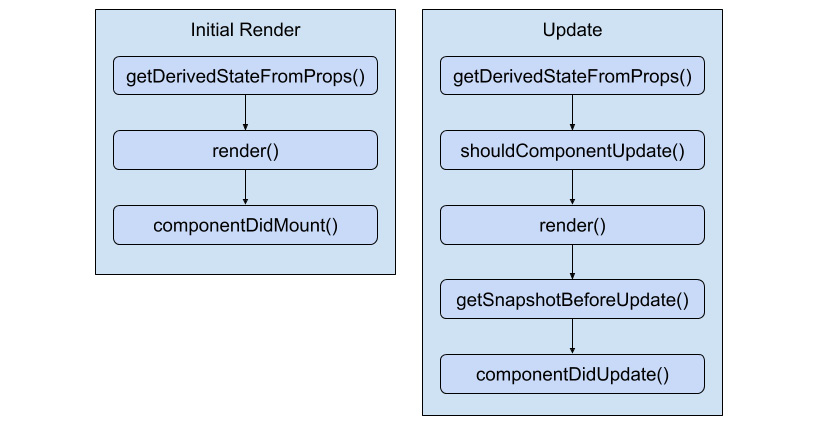 Initial Render
getDerivedStateFromProps()
render()
componentDidMount()
Update
getDerivedStateFromProps()
shouldComponentUpdate()
render()
getSnapshotBeforeUpdate()
componentDidUpdate()